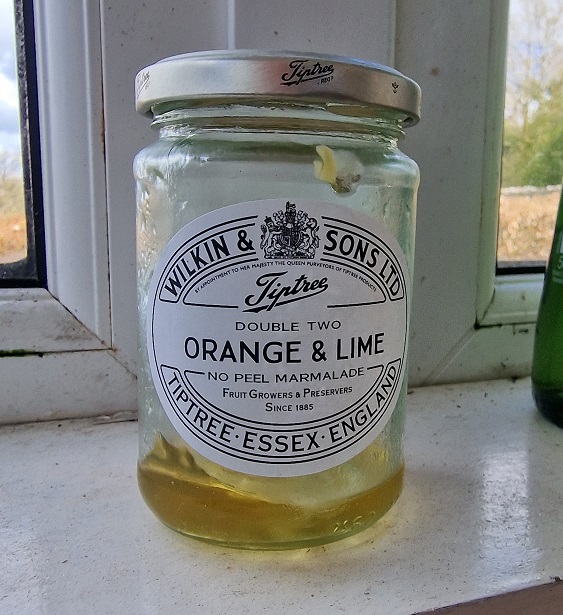 Tiptree
REG'D
WILKIN & SONS LTD
BY APPOINTMENT TO HER MAJESTY THE QUEEN PURVEYORS OF TIPTREE PRODUCTS
Tiptree
DOUBLE TWO
ORANGE & LIME
NO PEEL MARMALADE
FRUIT GROWERS & PRESERVERS
SINCE 1885
TIPTREE · ESSEX · ENGLAND